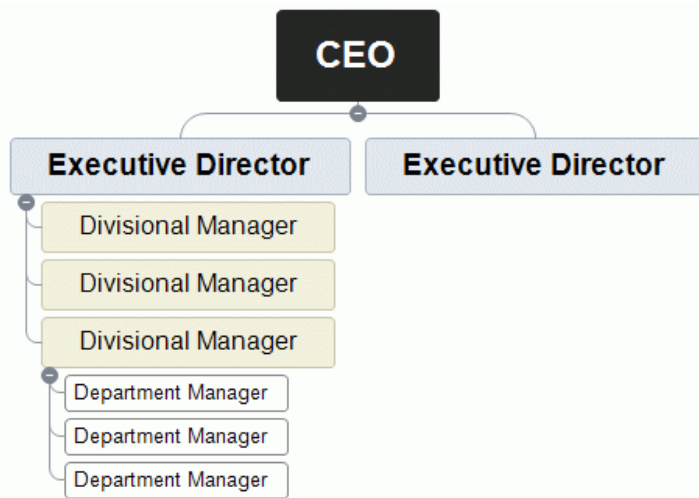 CEO
Executive Director
Executive Director
Divisional Manager
Divisional Manager
Divisional Manager
Department Manager
Department Manager
Department Manager